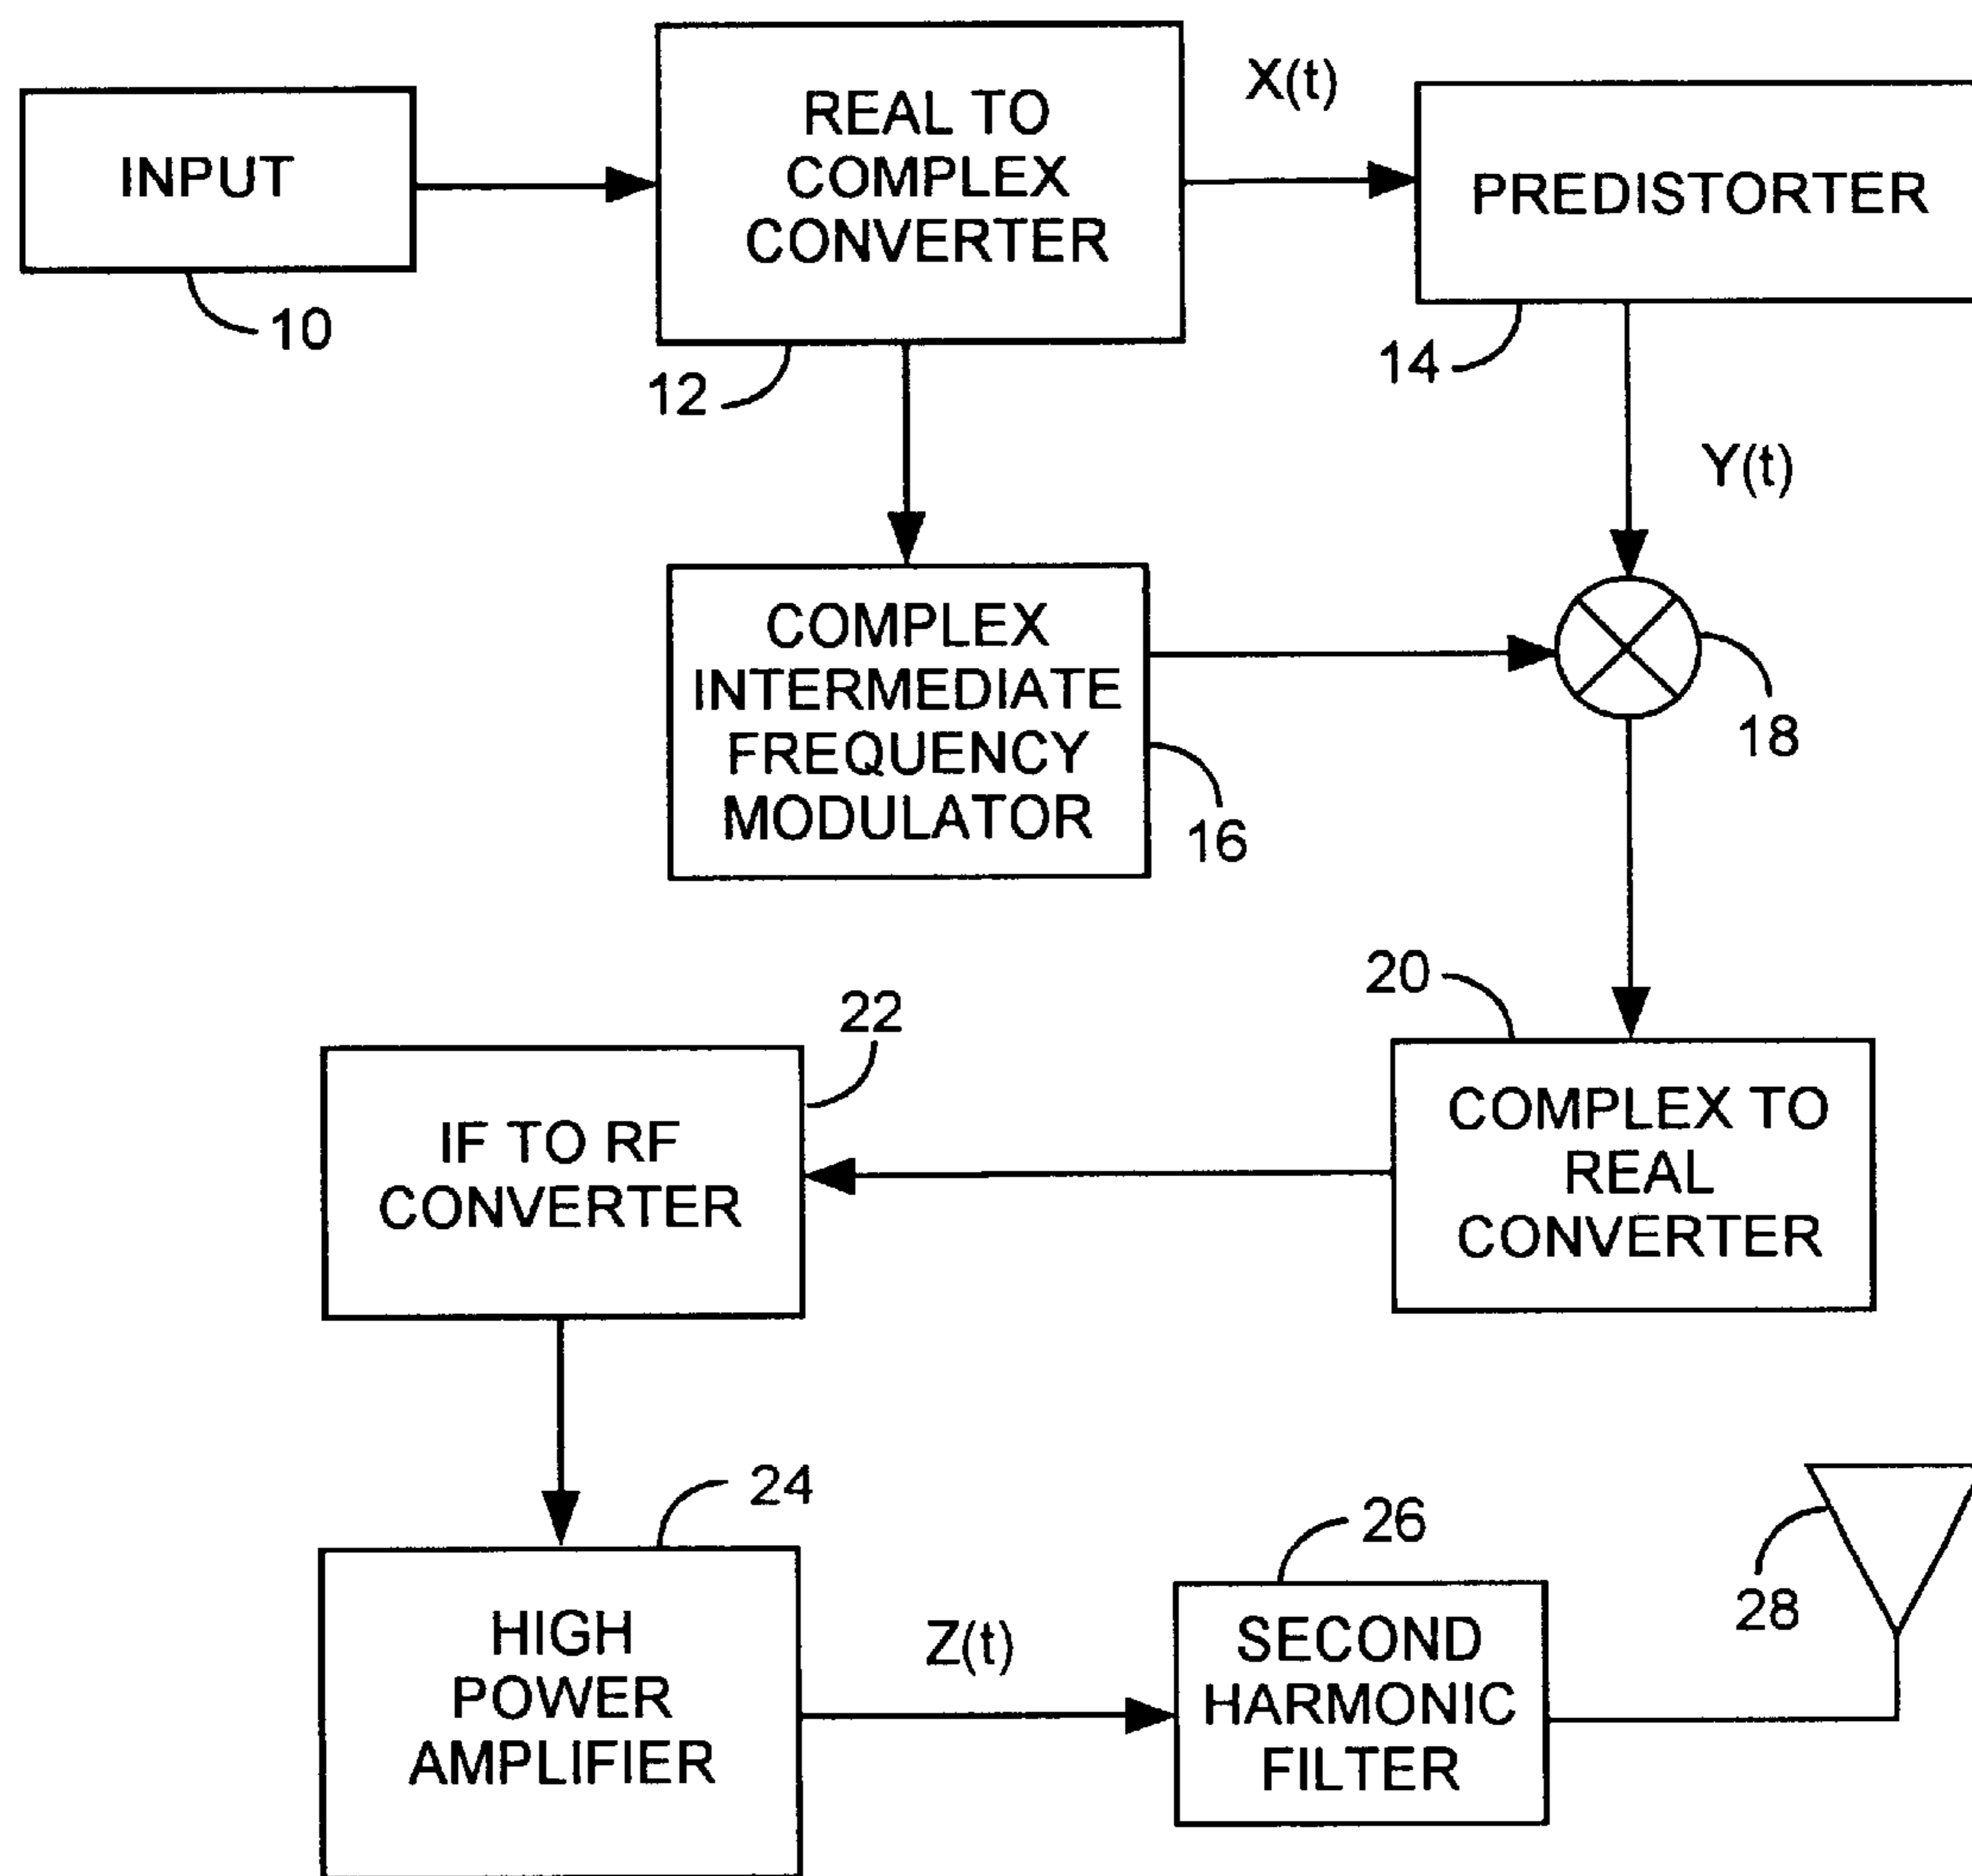 INPUT
10
REAL TO
COMPLEX
CONVERTER
12
X(t)
PREDISTORTER
14
Y(t)
COMPLEX
INTERMEDIATE
FREQUENCY
MODULATOR
16
18
20
COMPLEX TO
REAL
CONVERTER
22
IF TO RF
CONVERTER
24
HIGH
POWER
AMPLIFIER
Z(t)
26
SECOND
HARMONIC
FILTER
28